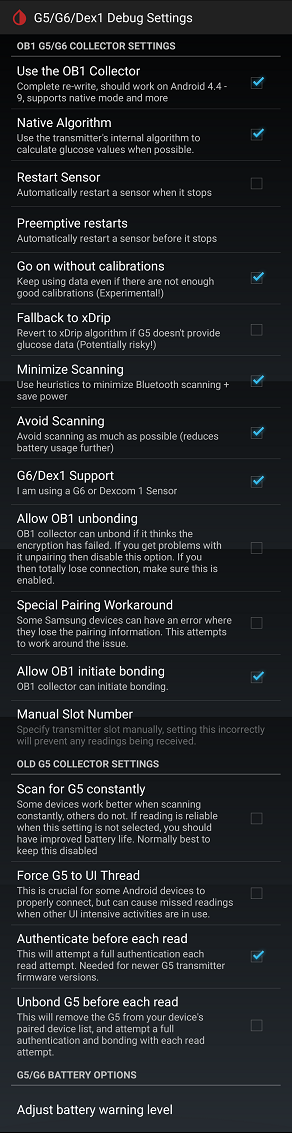 G5/G6/Dex1 Debug Settings
OB1 G5/G6 COLLECTOR SETTINGS
Use the OB1 Collector
Complete re-write, should work on Android 4.4 -
9, supports native mode and more
Native Algorithm
Use the transmitter's internal algorithm to
calculate glucose values when possible.
Restart Sensor
Automatically restart a sensor when it stops
Preemptive restarts
Automatically restart a sensor before it stops
Go on without calibrations
Keep using data even if there are not enough
good calibrations (Experimental!)
Fallback to xDrip
Revert to xDrip algorithm if G5 doesn't provide
glucose data (Potentially risky!)
Minimize Scanning
Use heuristics to minimize Bluetooth scanning +
save power
Avoid Scanning
Avoid scanning as much as possible (reduces
battery usage further)
G6/Dex1 Support
I am using a G6 or Dexcom 1 Sensor
Allow OB1 unbonding
OB1 collector can unbond if it thinks the
encryption has failed. If you get problems with
it unpairing then disable this option. If you
then totally lose connection, make sure this is
enabled.
Special Pairing Workaround
Some Samsung devices can have an error where
they lose the pairing information. This attempts
to work around the issue.
Allow OB1 initiate bonding
OB1 collector can initiate bonding.
Manual Slot Number
Specify transmitter slot manually, setting this incorrectly
will prevent any readings being received.
OLD G5 COLLECTOR SETTINGS
Scan for G5 constantly
Some devices work better when scanning
constantly, others do not. If reading is reliable
when this setting is not selected, you should
have improved battery life. Normally best to
keep this disabled
Force G5 to UI Thread
This is crucial for some Android devices to
properly connect, but can cause missed readings
when other UI intensive activities are in use.
Authenticate before each read
This will attempt a full authentication each
read attempt. Needed for newer G5 transmitter
firmware versions.
Unbond G5 before each read
This will remove the G5 from your device's
paired device list, and attempt a full
authentication and bonding with each read
attempt.
G5/G6 BATTERY OPTIONS
Adjust battery warning level